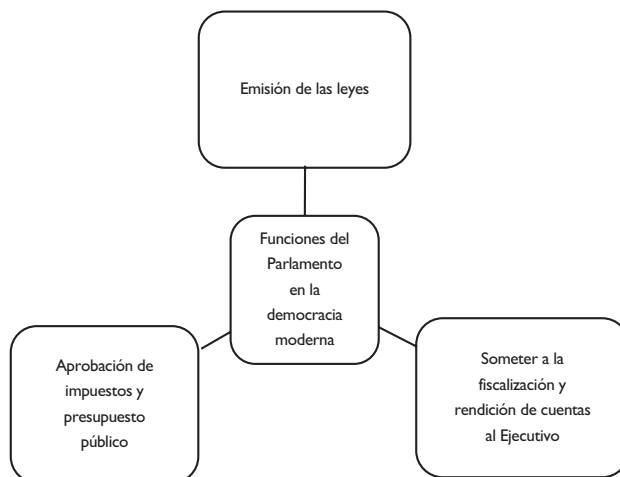 Emisión de las leyes
Funciones del
Parlamento
en la
democracia
moderna
Aprobación de
impuestos y
presupuesto
público
Someter a la
fiscalización y
rendición de cuentas
al Ejecutivo